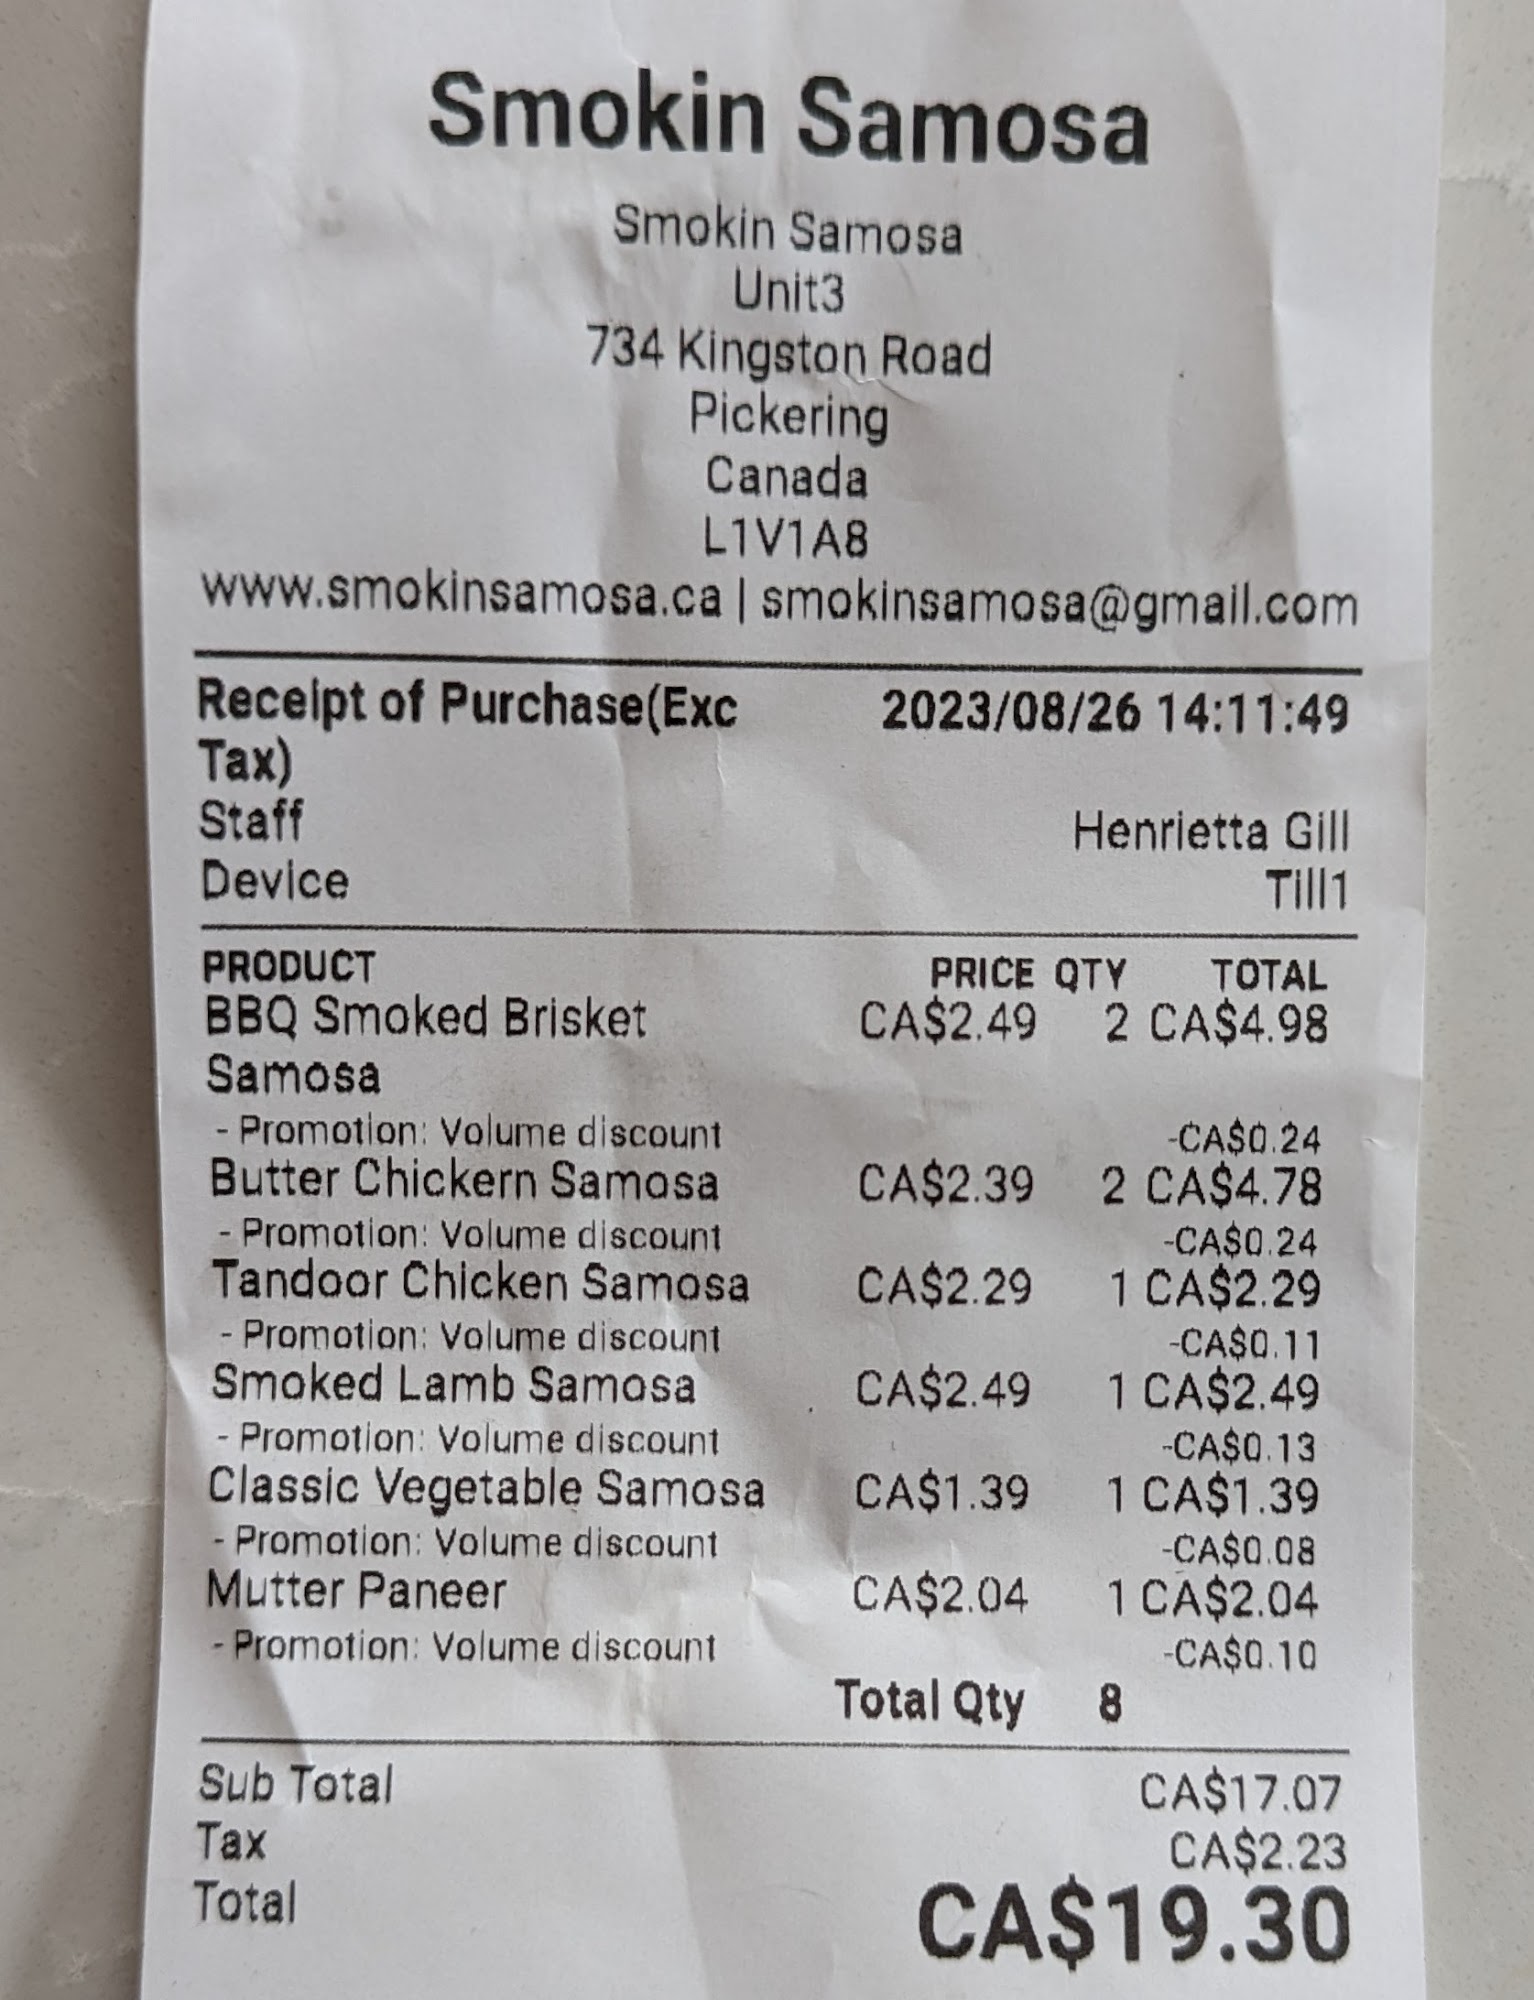 Smokin Samosa
Smokin Samosa
Unit3
734 Kingston Road
Pickering
Canada
L1V1A8
www.smokinsamosa.ca | smokinsamosa@gmail.com
Receipt of Purchase(Exc 2023/08/26 14:11:49
Tax)
Staff Henrietta Gill
Device Till1
PRODUCT PRICE QTY TOTAL
BBQ Smoked Brisket CA$2.49 2 CA$4.98
Samosa
- Promotion: Volume discount -CA$0.24
Butter Chickern Samosa CA$2.39 2 CA$4.78
- Promotion: Volume discount -CA$0.24
Tandoor Chicken Samosa CA$2.29 1 CA$2.29
- Promotion: Volume discount -CA$0.11
Smoked Lamb Samosa CA$2.49 1 CA$2.49
- Promotion: Volume discount -CA$0.13
Classic Vegetable Samosa CA$1.39 1 CA$1.39
- Promotion: Volume discount -CA$0.08
Mutter Paneer CA$2.04 1 CA$2.04
- Promotion: Volume discount -CA$0.10
Total Qty 8
Sub Total CA$17.07
Tax CA$2.23
Total CA$19.30